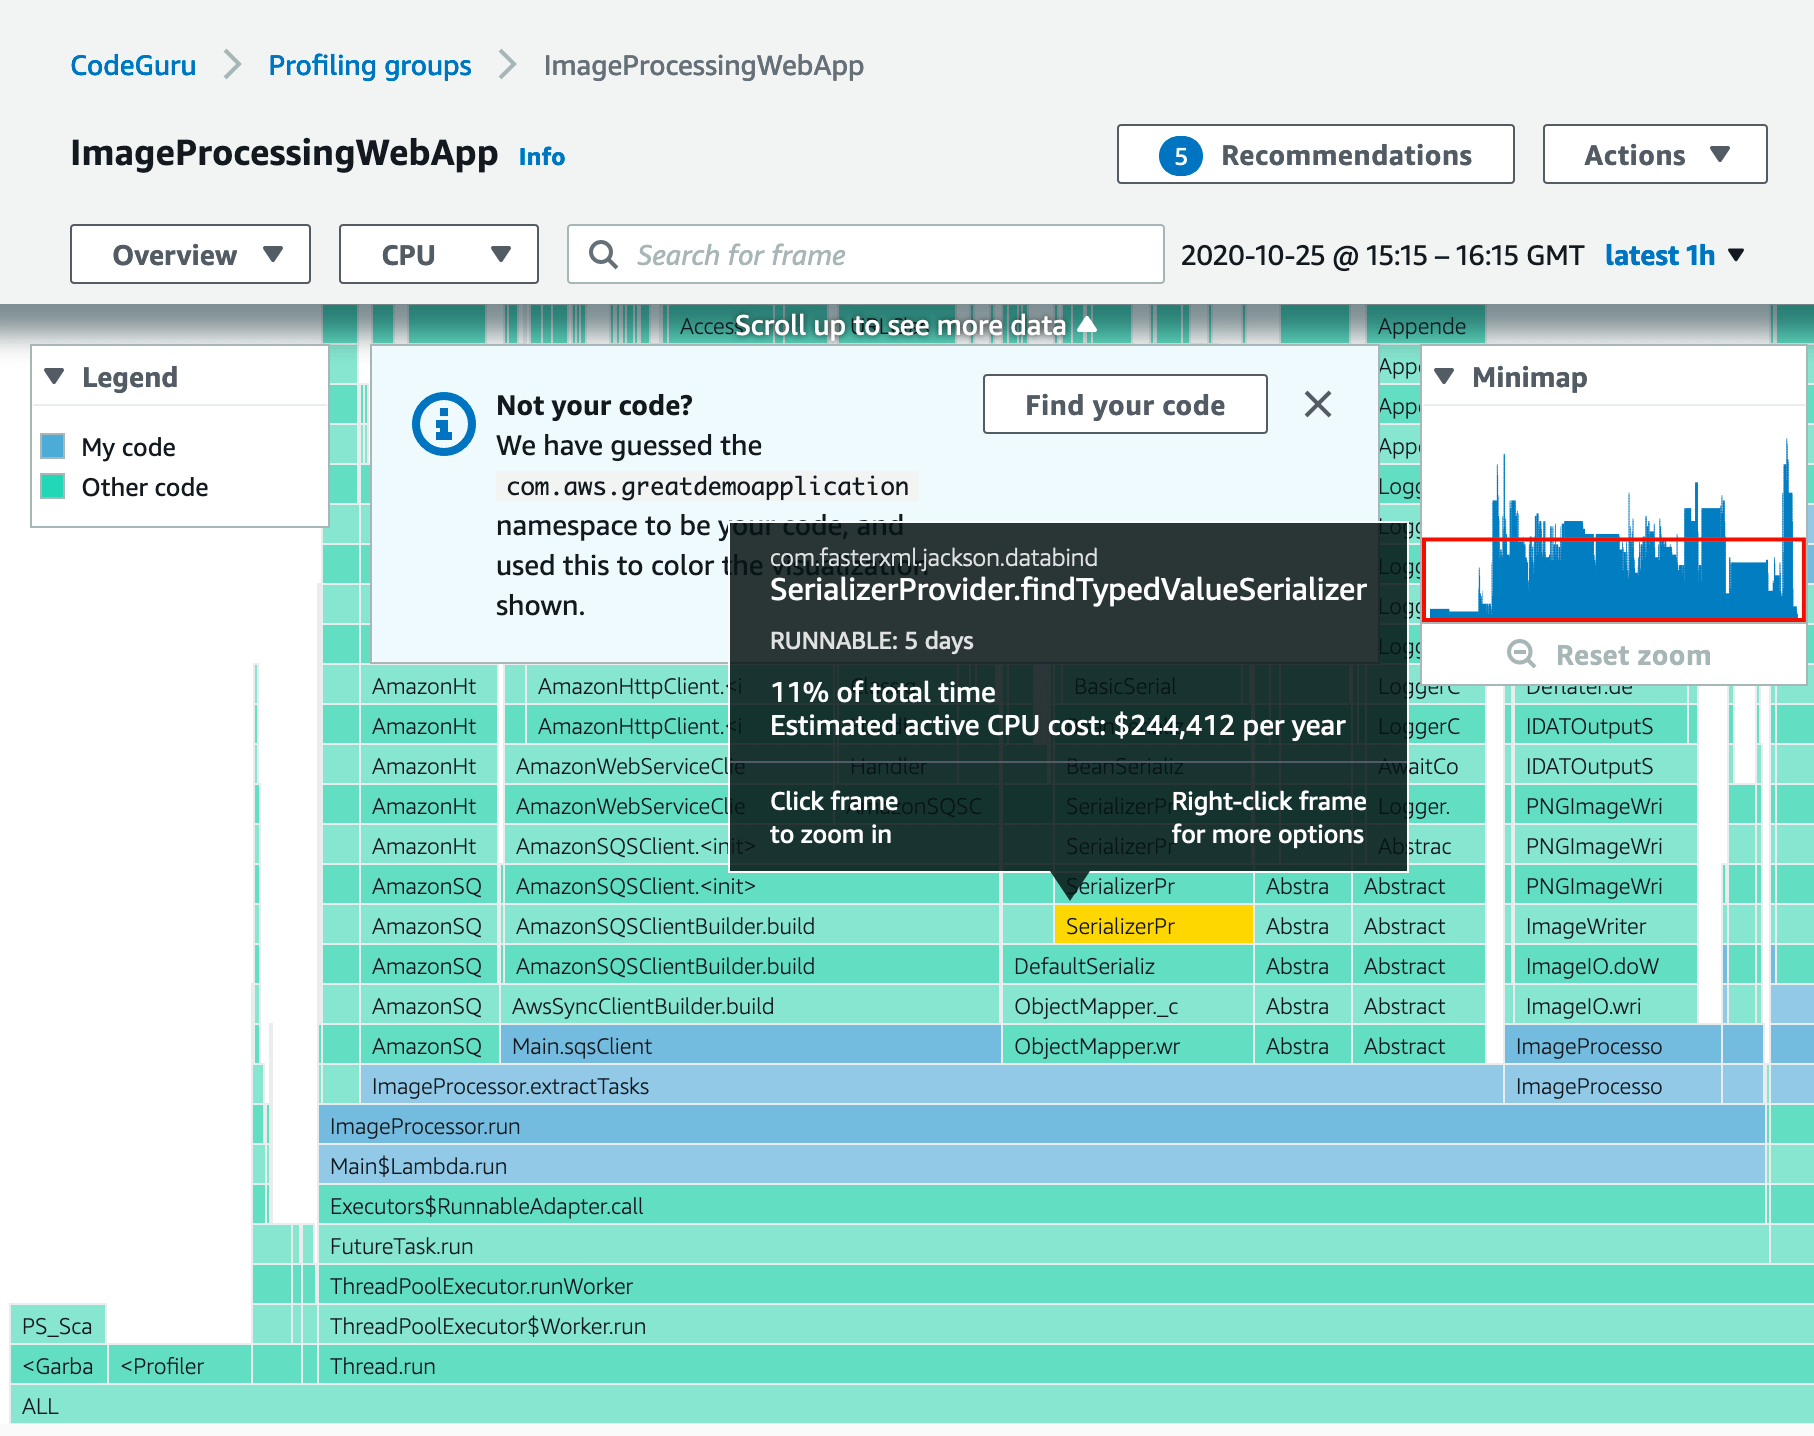 CodeGuru
Profiling groups
ImageProcessingWebApp
ImageProcessingWebApp Info
5 Recommendations
Actions
Overview
CPU
Search for frame
2020-10-25 @ 15:15 – 16:15 GMT latest 1h
Scroll up to see more data
Appende
Legend
My code
Other code
Not your code?
We have guessed the
com.aws.greatdemoapplication
namespace to be your code, and
used this to color the visualization
shown.
Find your code
Minimap
Reset zoom
com.fasterxml.jackson.databind
SerializerProvider.findTypedValueSerializer
RUNNABLE: 5 days
11% of total time
Estimated active CPU cost: $244,412 per year
Click frame
to zoom in
Right-click frame
for more options
AmazonHt AmazonHttpClient.<i BasicSerial LoggerC Deflater.de
AmazonHt AmazonHttpClient.<i LoggerC IDATOutputS
AmazonHt AmazonWebServiceClie Handler BeanSerializ AwaitCo IDATOutputS
AmazonHt AmazonWebServiceClie AmazonSQSC SerializerPr Logger. PNGImageWri
AmazonHt AmazonSQSClient.<init> SerializerPr Abstrac PNGImageWri
AmazonSQ AmazonSQSClient.<init> SerializerPr Abstra Abstract PNGImageWri
AmazonSQ AmazonSQSClientBuilder.build SerializerPr Abstra Abstract ImageWriter
AmazonSQ AmazonSQSClientBuilder.build DefaultSerializ Abstra Abstract ImageIO.doW
AmazonSQ AwsSyncClientBuilder.build ObjectMapper._c Abstra Abstract ImageIO.wri
AmazonSQ Main.sqsClient ObjectMapper.wr Abstra Abstract ImageProcesso
ImageProcessor.extractTasks ImageProcesso
ImageProcessor.run
Main$Lambda.run
Executors$RunnableAdapter.call
FutureTask.run
ThreadPoolExecutor.runWorker
PS_Sca ThreadPoolExecutor$Worker.run
<Garba <Profiler Thread.run
ALL